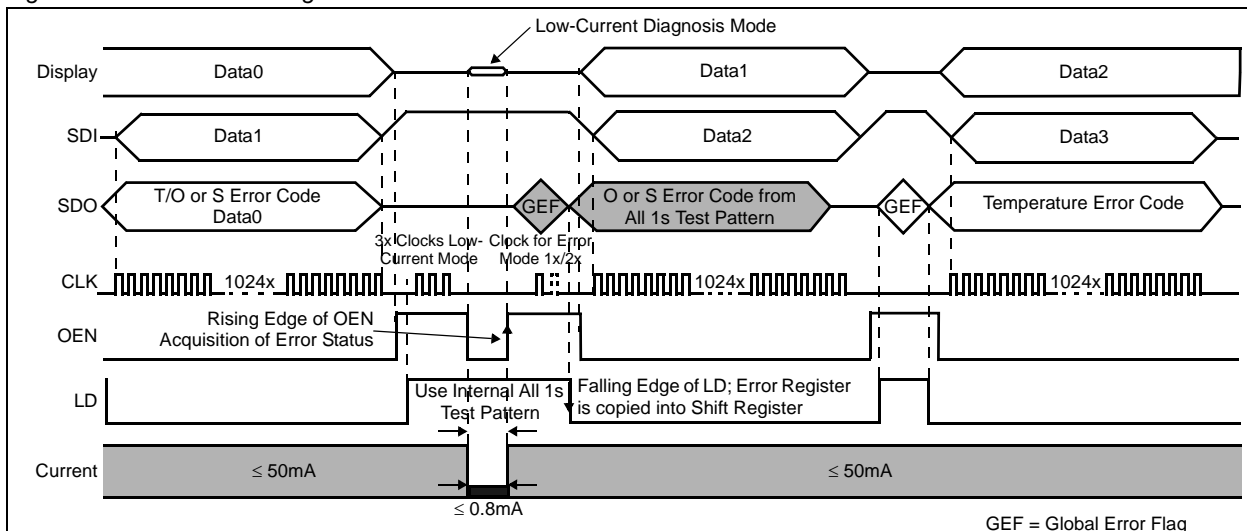 Low-Current Diagnosis Mode
Display
Data0
Data1
Data2
SDI
Data1
Data2
Data3
SDO
T/O or S Error Code
Data0
GEF
O or S Error Code from
All 1s Test Pattern
GEF
Temperature Error Code
3x Clocks Low-
Current Mode
Clock for Error
Mode 1x/2x
CLK
1024x
1024x
1024x
OEN
Rising Edge of OEN
Acquisition of Error Status
LD
Use Internal All 1s
Test Pattern
Falling Edge of LD; Error Register
is copied into Shift Register
Current
≤ 50mA
≤ 50mA
≤ 0.8mA
GEF = Global Error Flag